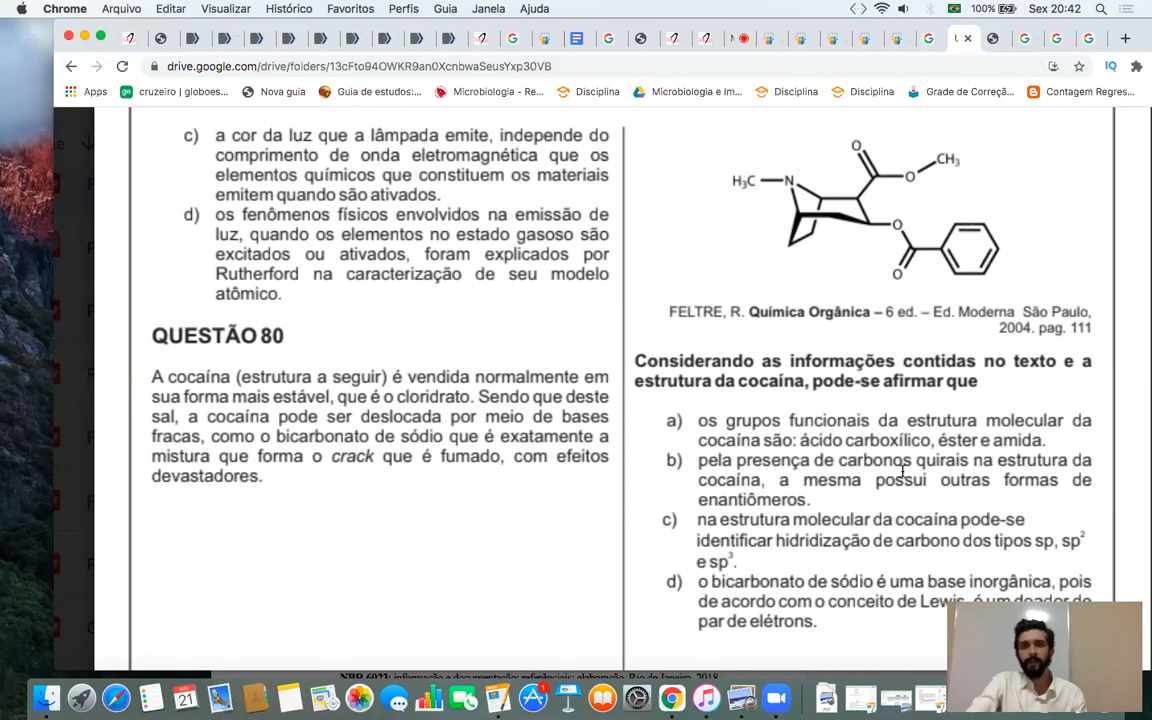 Chrome Arquivo Editar Visualizar Histórico Favoritos Perfis Guia Janela Ajuda 100% Sex 20:42
drive.google.com/drive/folders/13cFto94OWKR9an0XcnbwaSeusYxp30VB
Apps cruzeiro | globoes... Nova guia Guia de estudos:... Microbiologia - Re... Disciplina Microbiologia e Im... Disciplina Disciplina Grade de Correçã... Contagem Regres...
c) a cor da luz que a lâmpada emite, independe do
comprimento de onda eletromagnética que os
elementos químicos que constituem os materiais
emitem quando são ativados.
d) os fenômenos físicos envolvidos na emissão de
luz, quando os elementos no estado gasoso são
excitados ou ativados, foram explicados por
Rutherford na caracterização de seu modelo
atômico.
QUESTÃO 80
A cocaína (estrutura a seguir) é vendida normalmente em
sua forma mais estável, que é o cloridrato. Sendo que deste
sal, a cocaína pode ser deslocada por meio de bases
fracas, como o bicarbonato de sódio que é exatamente a
mistura que forma o crack que é fumado, com efeitos
devastadores.
O
CH3
H3C N O
O
O
FELTRE, R. Química Orgânica – 6 ed. – Ed. Moderna São Paulo,
2004. pag. 111
Considerando as informações contidas no texto e a
estrutura da cocaína, pode-se afirmar que
a) os grupos funcionais da estrutura molecular da
cocaína são: ácido carboxílico, éster e amida.
b) pela presença de carbonos quirais na estrutura da
cocaína, a mesma possui outras formas de
enantiômeros.
c) na estrutura molecular da cocaína pode-se
identificar hidridização de carbono dos tipos sp, sp²
e sp³.
d) o bicarbonato de sódio é uma base inorgânica, pois
de acordo com o conceito de Lewis, é um doador de
par de elétrons.
NBR 6023: informação e documentação: referências: elaboração. Rio de Janeiro, 2018